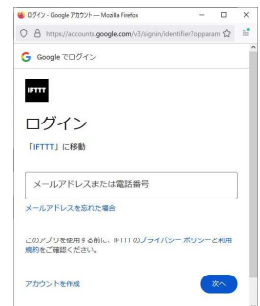 ログイン - Google アカウント — Mozilla Firefox
https://accounts.google.com/v3/signin/identifier?opparam
Google でログイン
IFTTT
ログイン
「IFTTT」に移動
メールアドレスまたは電話番号
メールアドレスを忘れた場合
このアプリを使用する前に、IFTTT のプライバシー ポリシーと利用
規約をご確認ください。
アカウントを作成
次へ